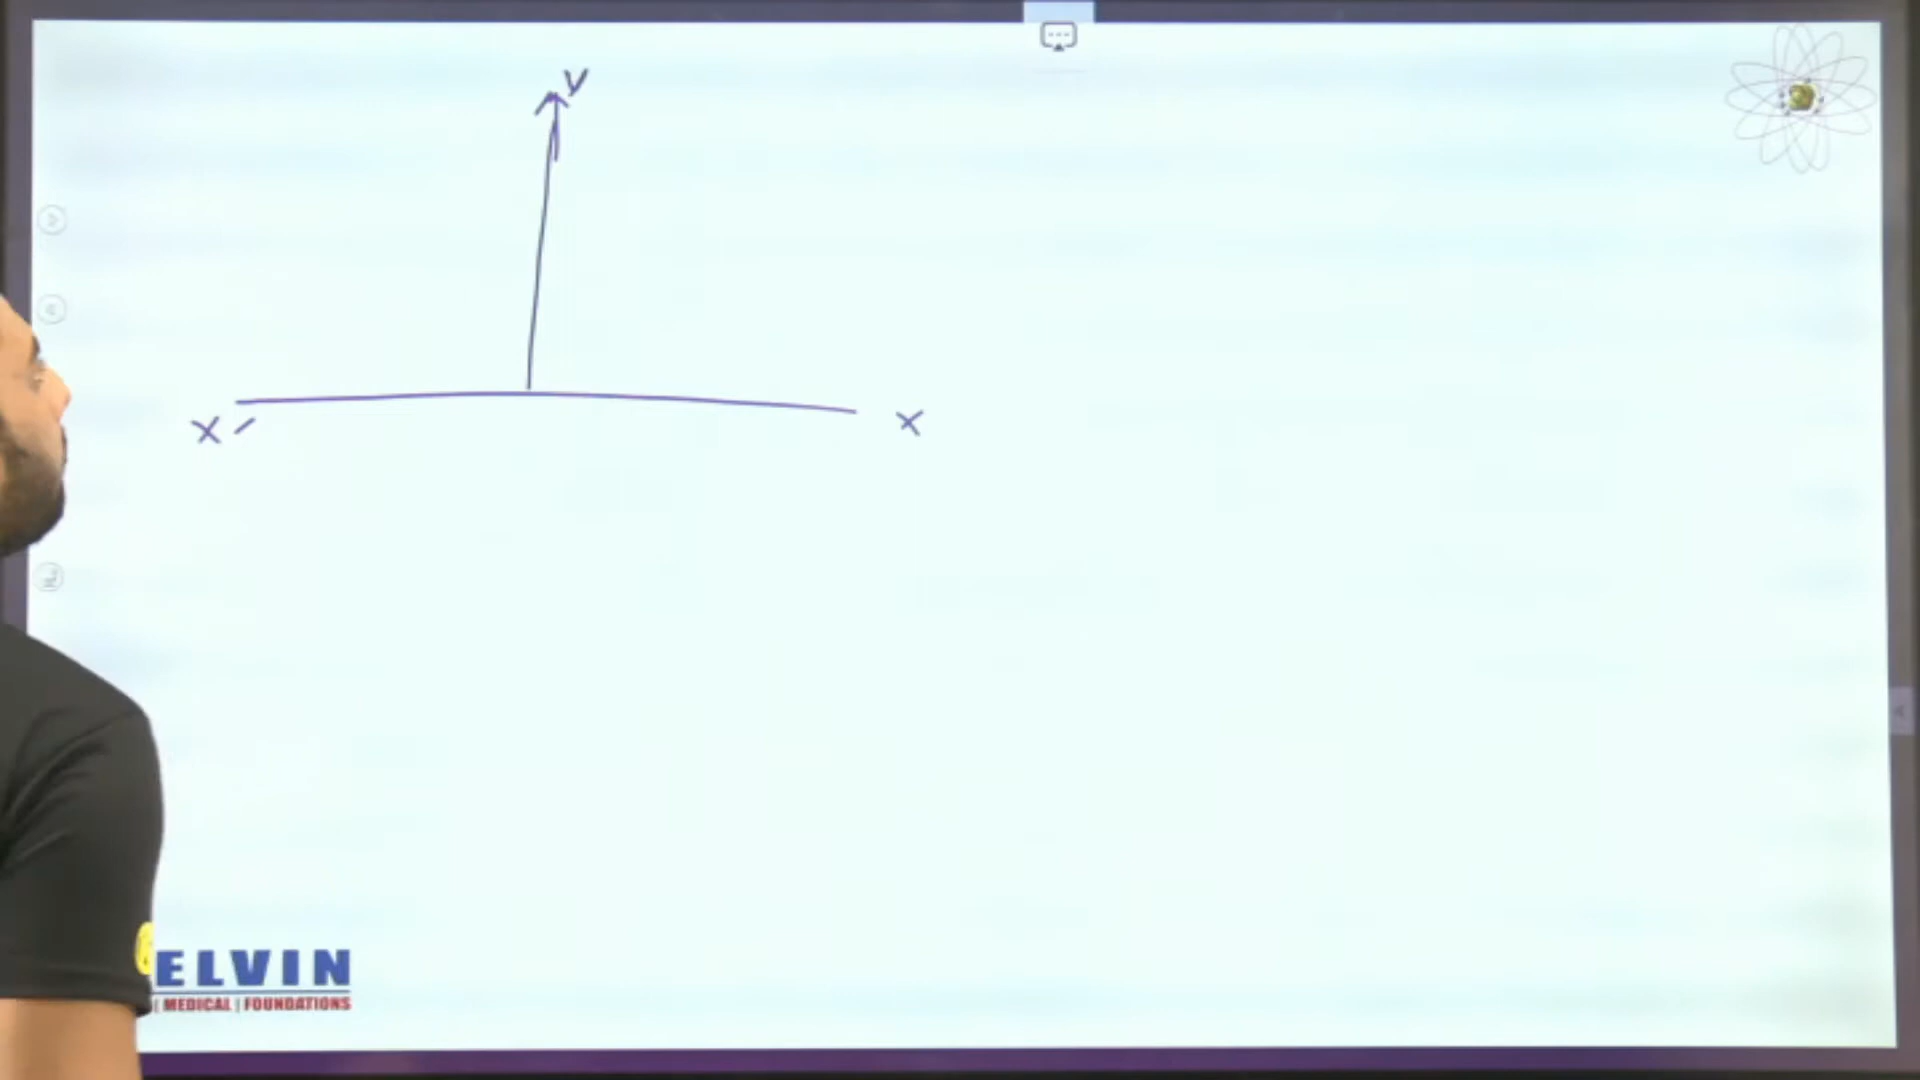 y
x′ x
ELVIN
| MEDICAL | FOUNDATIONS